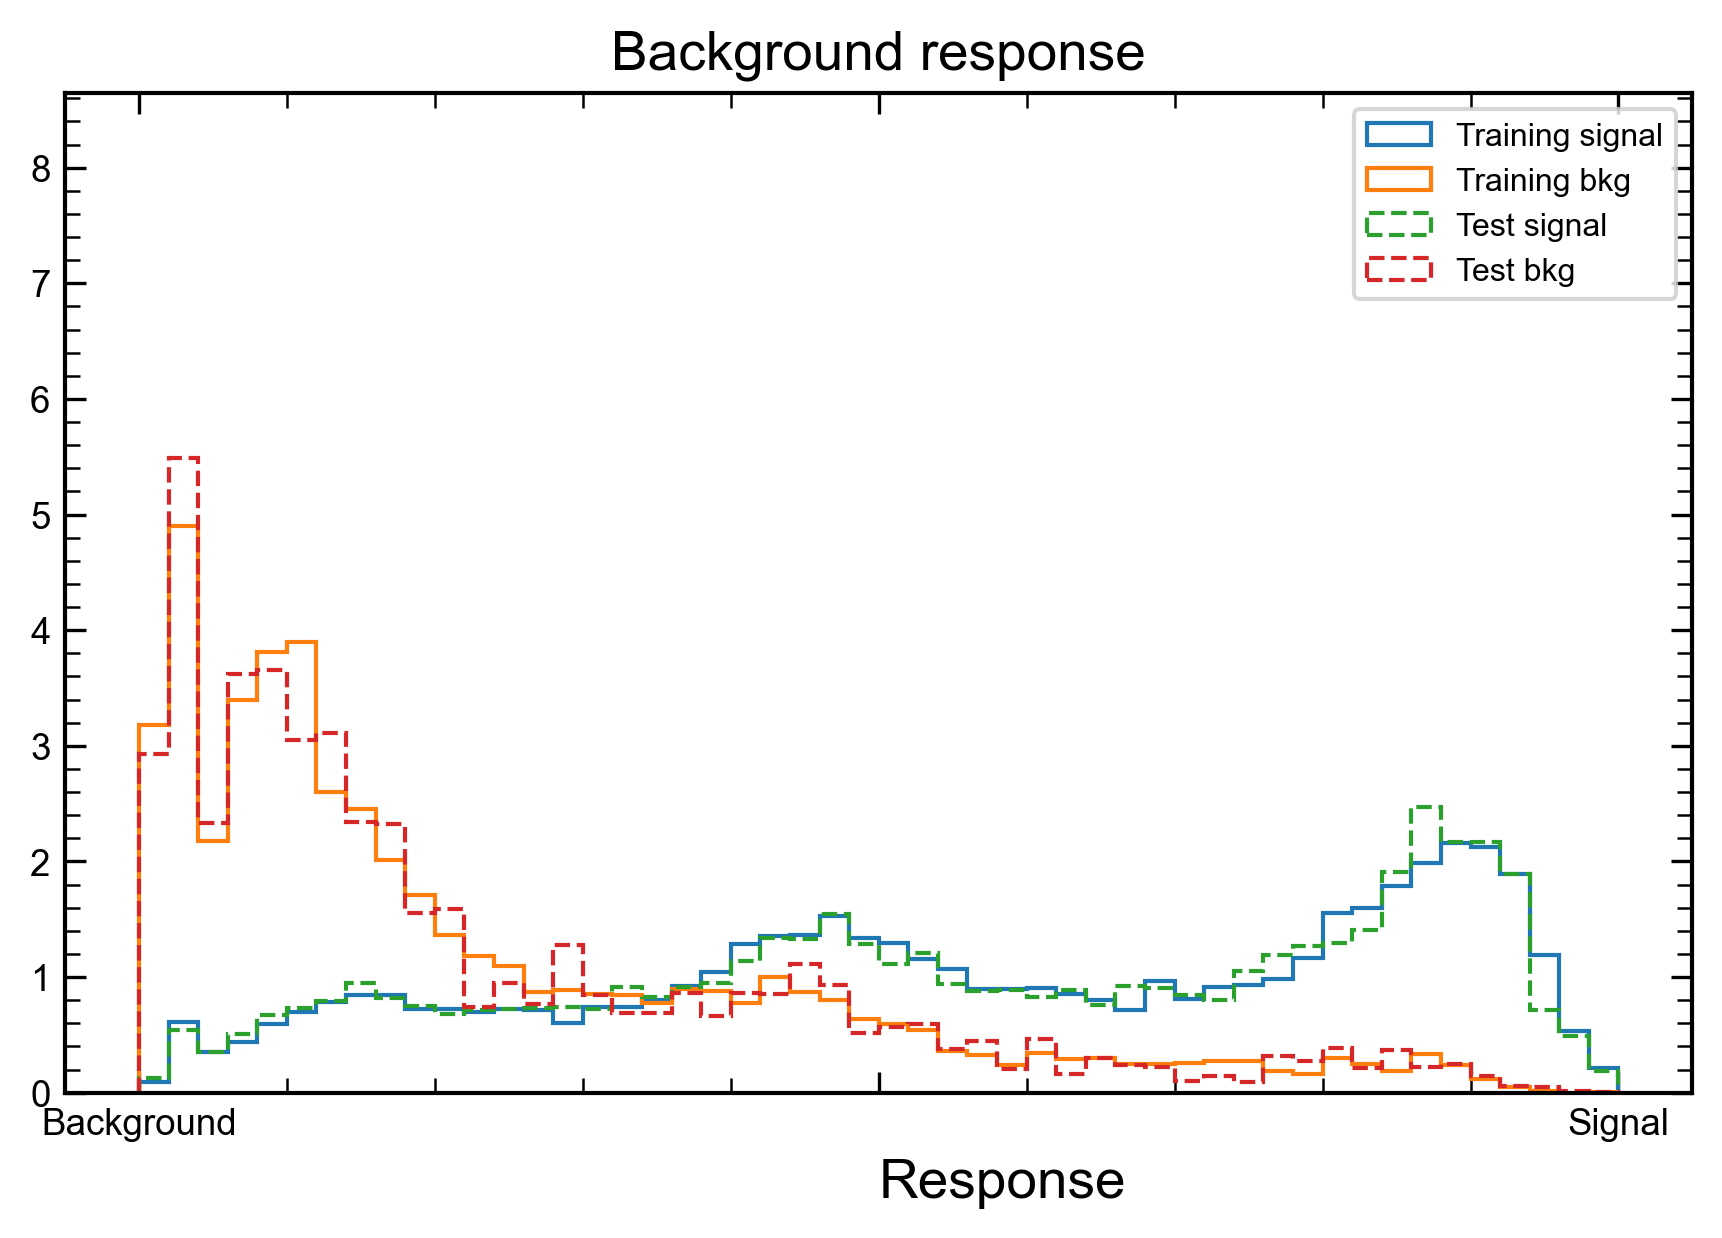 Background response
Training signal
Training bkg
Test signal
Test bkg
8
7
6
5
4
3
2
1
0
Background
Signal
Response